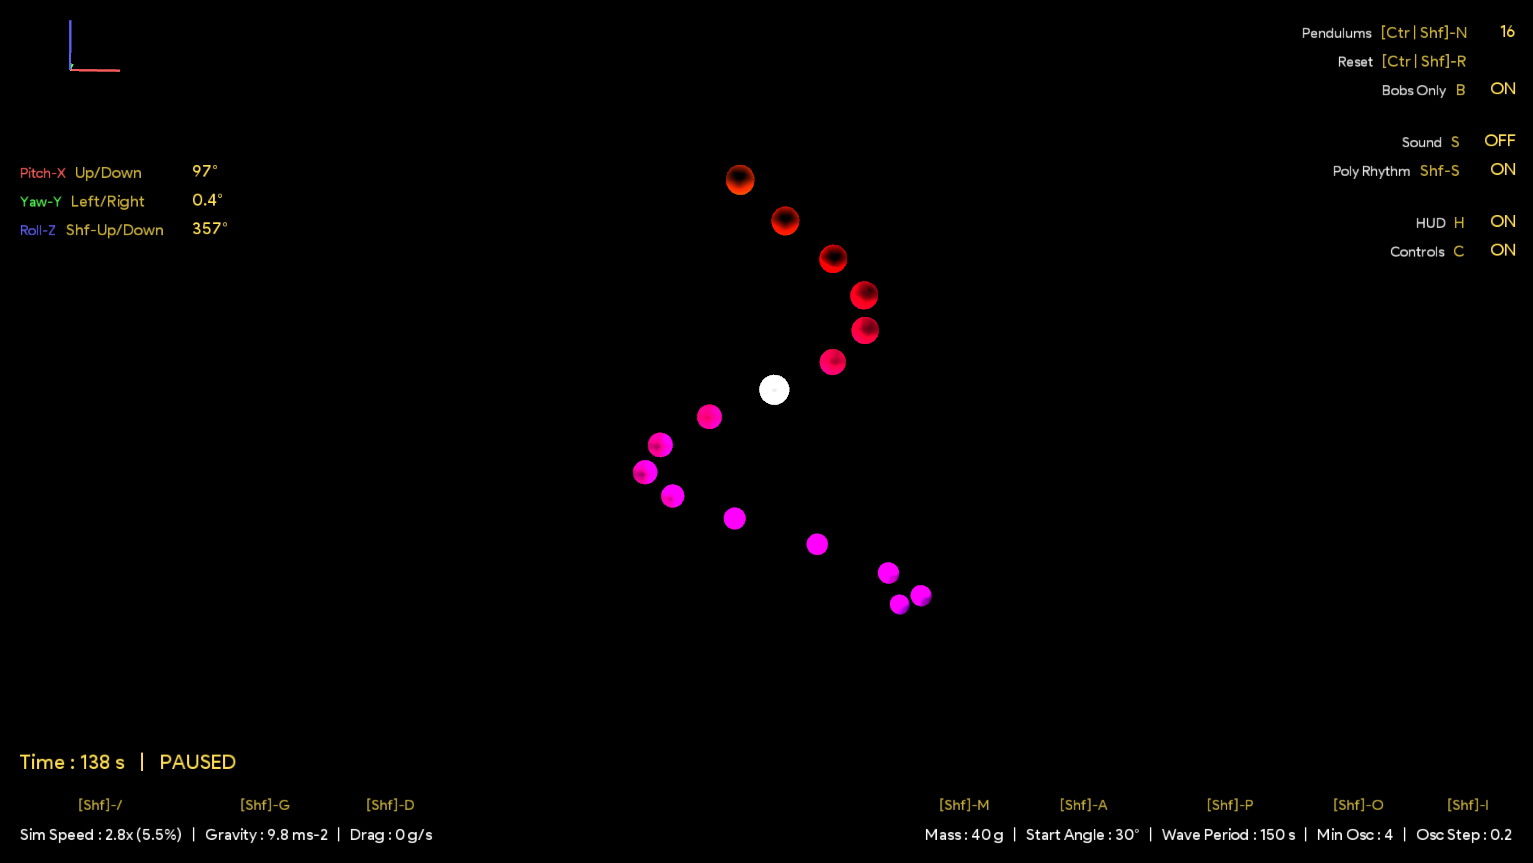 Pendulums [Ctr | Shf]-N 16
Reset [Ctr | Shf]-R
Bobs Only B ON
Sound S OFF
Poly Rhythm Shf-S ON
HUD H ON
Controls C ON
Pitch-X Up/Down 97°
Yaw-Y Left/Right 0.4°
Roll-Z Shf-Up/Down 357°
Time : 138 s | PAUSED
[Shf]-/ [Shf]-G [Shf]-D [Shf]-M [Shf]-A [Shf]-P [Shf]-O [Shf]-I
Sim Speed : 2.8x (5.5%) | Gravity : 9.8 ms-2 | Drag : 0 g/s Mass : 40 g | Start Angle : 30° | Wave Period : 150 s | Min Osc : 4 | Osc Step : 0.2